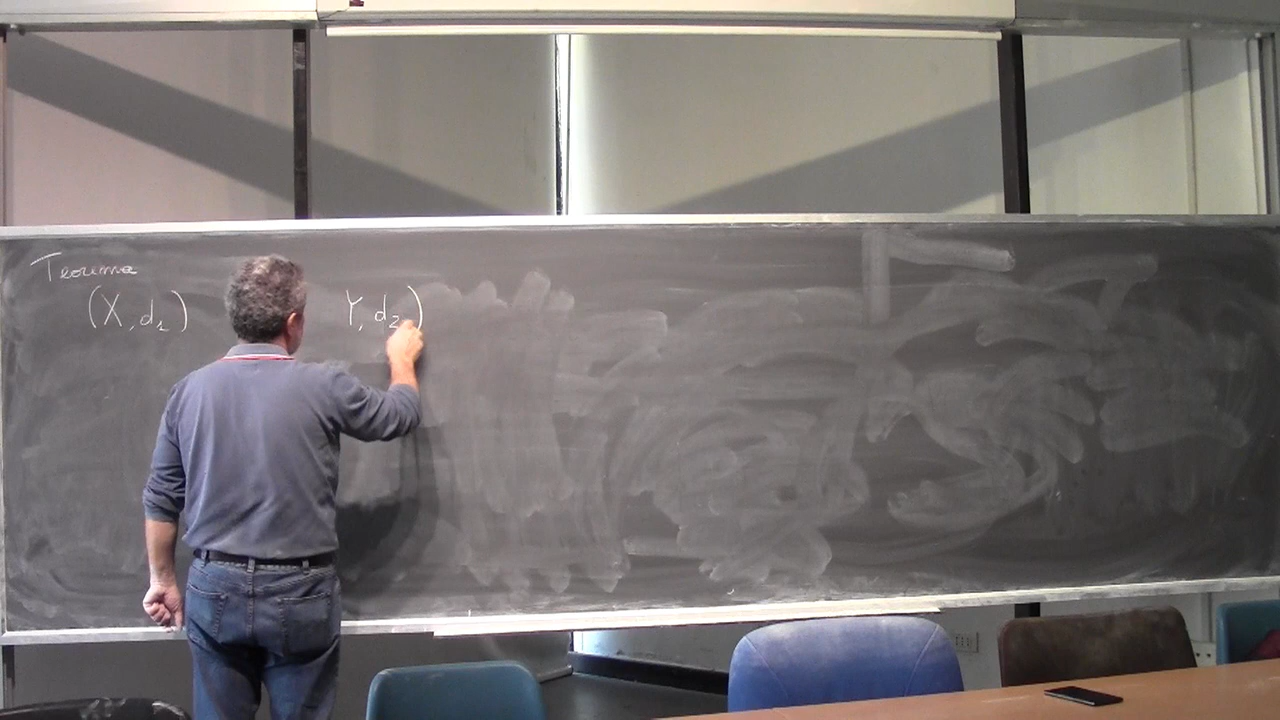 Teorema
(X, d₁) Y, d₂)